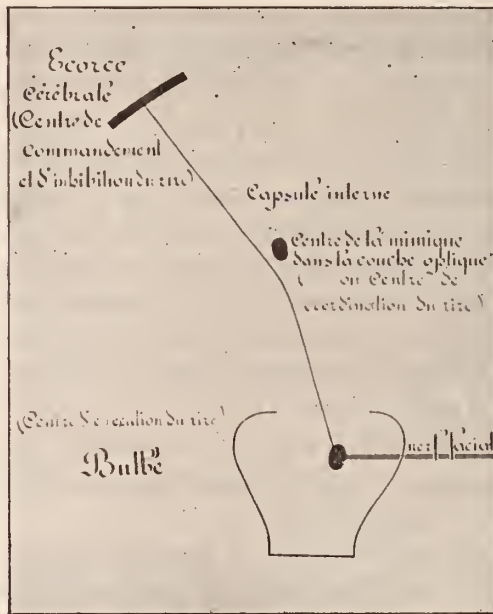 Ecorce
Cérébrale
(Centre de
Commandement
et d'inhibition du rire)
Capsule interne
Centre de la mimique
dans la couche optique
(ou Centre de
coordination du rire)
(Centre d'execution du rire)
nerf facial
Bulbe